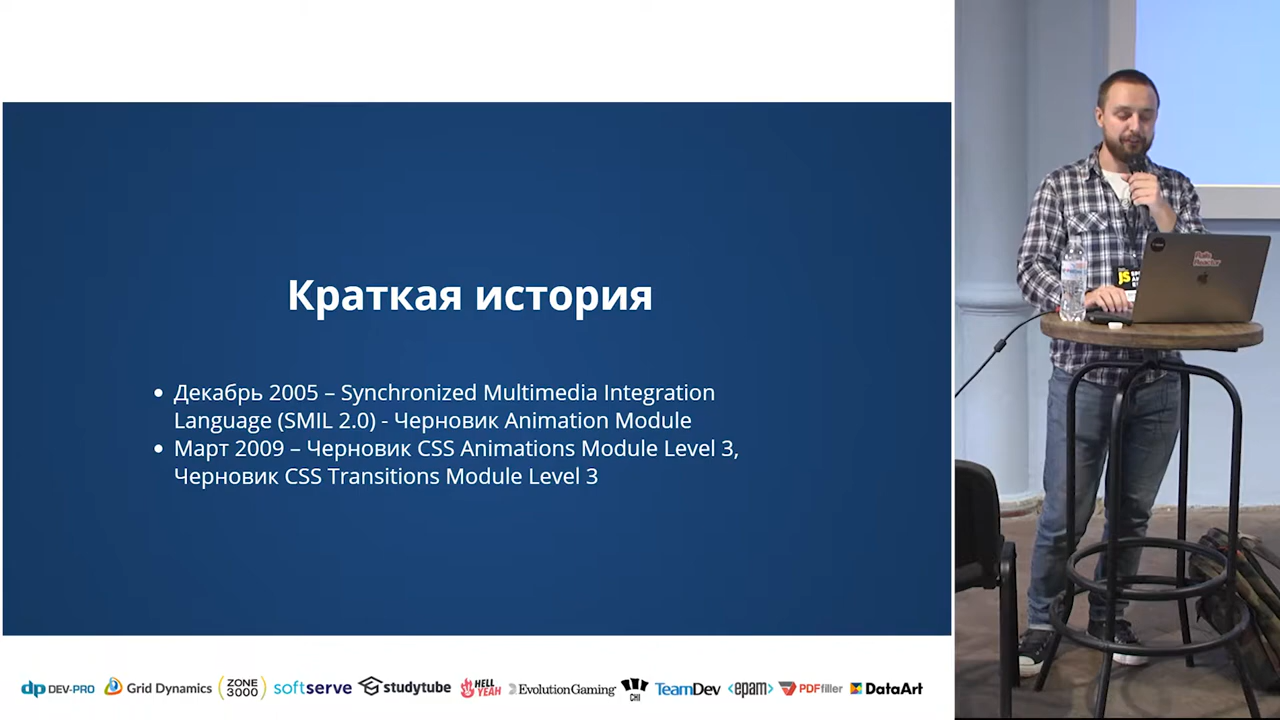 Краткая история
Декабрь 2005 – Synchronized Multimedia Integration
Language (SMIL 2.0) - Черновик Animation Module
Март 2009 – Черновик CSS Animations Module Level 3,
Черновик CSS Transitions Module Level 3
dp DEV-PRO Grid Dynamics ZONE 3000 softserve studytube HELL YEAH EvolutionGaming CHI TeamDev <epam> PDFfiller DataArt
JS